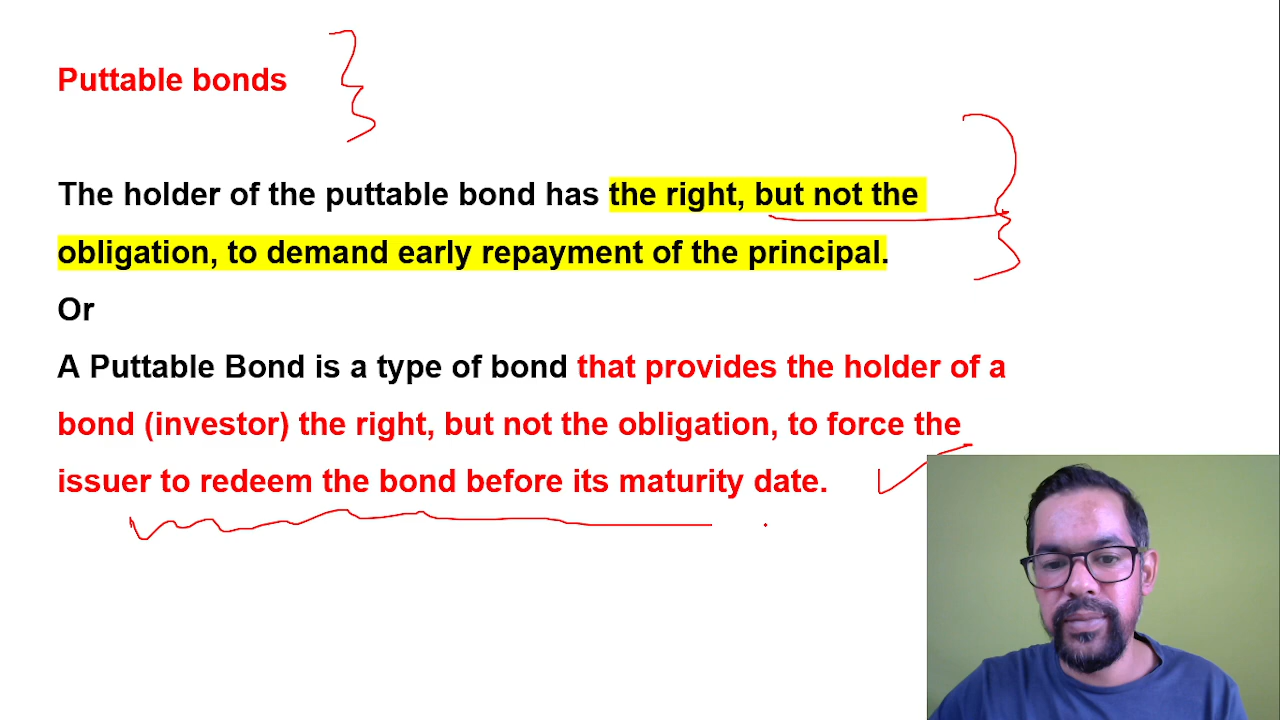 Puttable bonds
The holder of the puttable bond has the right, but not the
obligation, to demand early repayment of the principal.
Or
A Puttable Bond is a type of bond that provides the holder of a
bond (investor) the right, but not the obligation, to force the
issuer to redeem the bond before its maturity date.